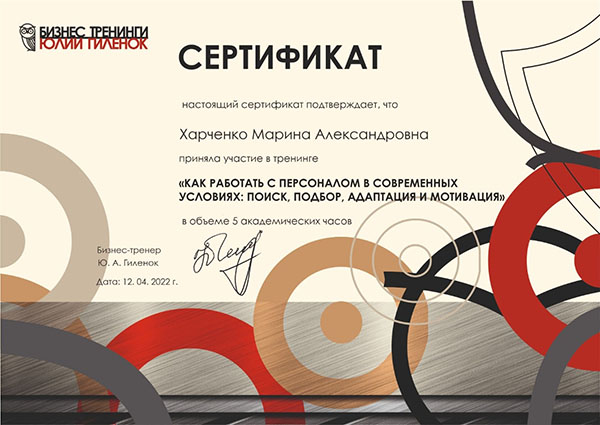 БИЗНЕС ТРЕНИНГИ
ЮЛИИ ГИЛЕНОК
СЕРТИФИКАТ
настоящий сертификат подтверждает, что
Харченко Марина Александровна
приняла участие в тренинге
«КАК РАБОТАТЬ С ПЕРСОНАЛОМ В СОВРЕМЕННЫХ
УСЛОВИЯХ: ПОИСК, ПОДБОР, АДАПТАЦИЯ И МОТИВАЦИЯ»
в объеме 5 академических часов
Бизнес-тренер
Ю. А. Гиленок
Дата: 12. 04. 2022 г.